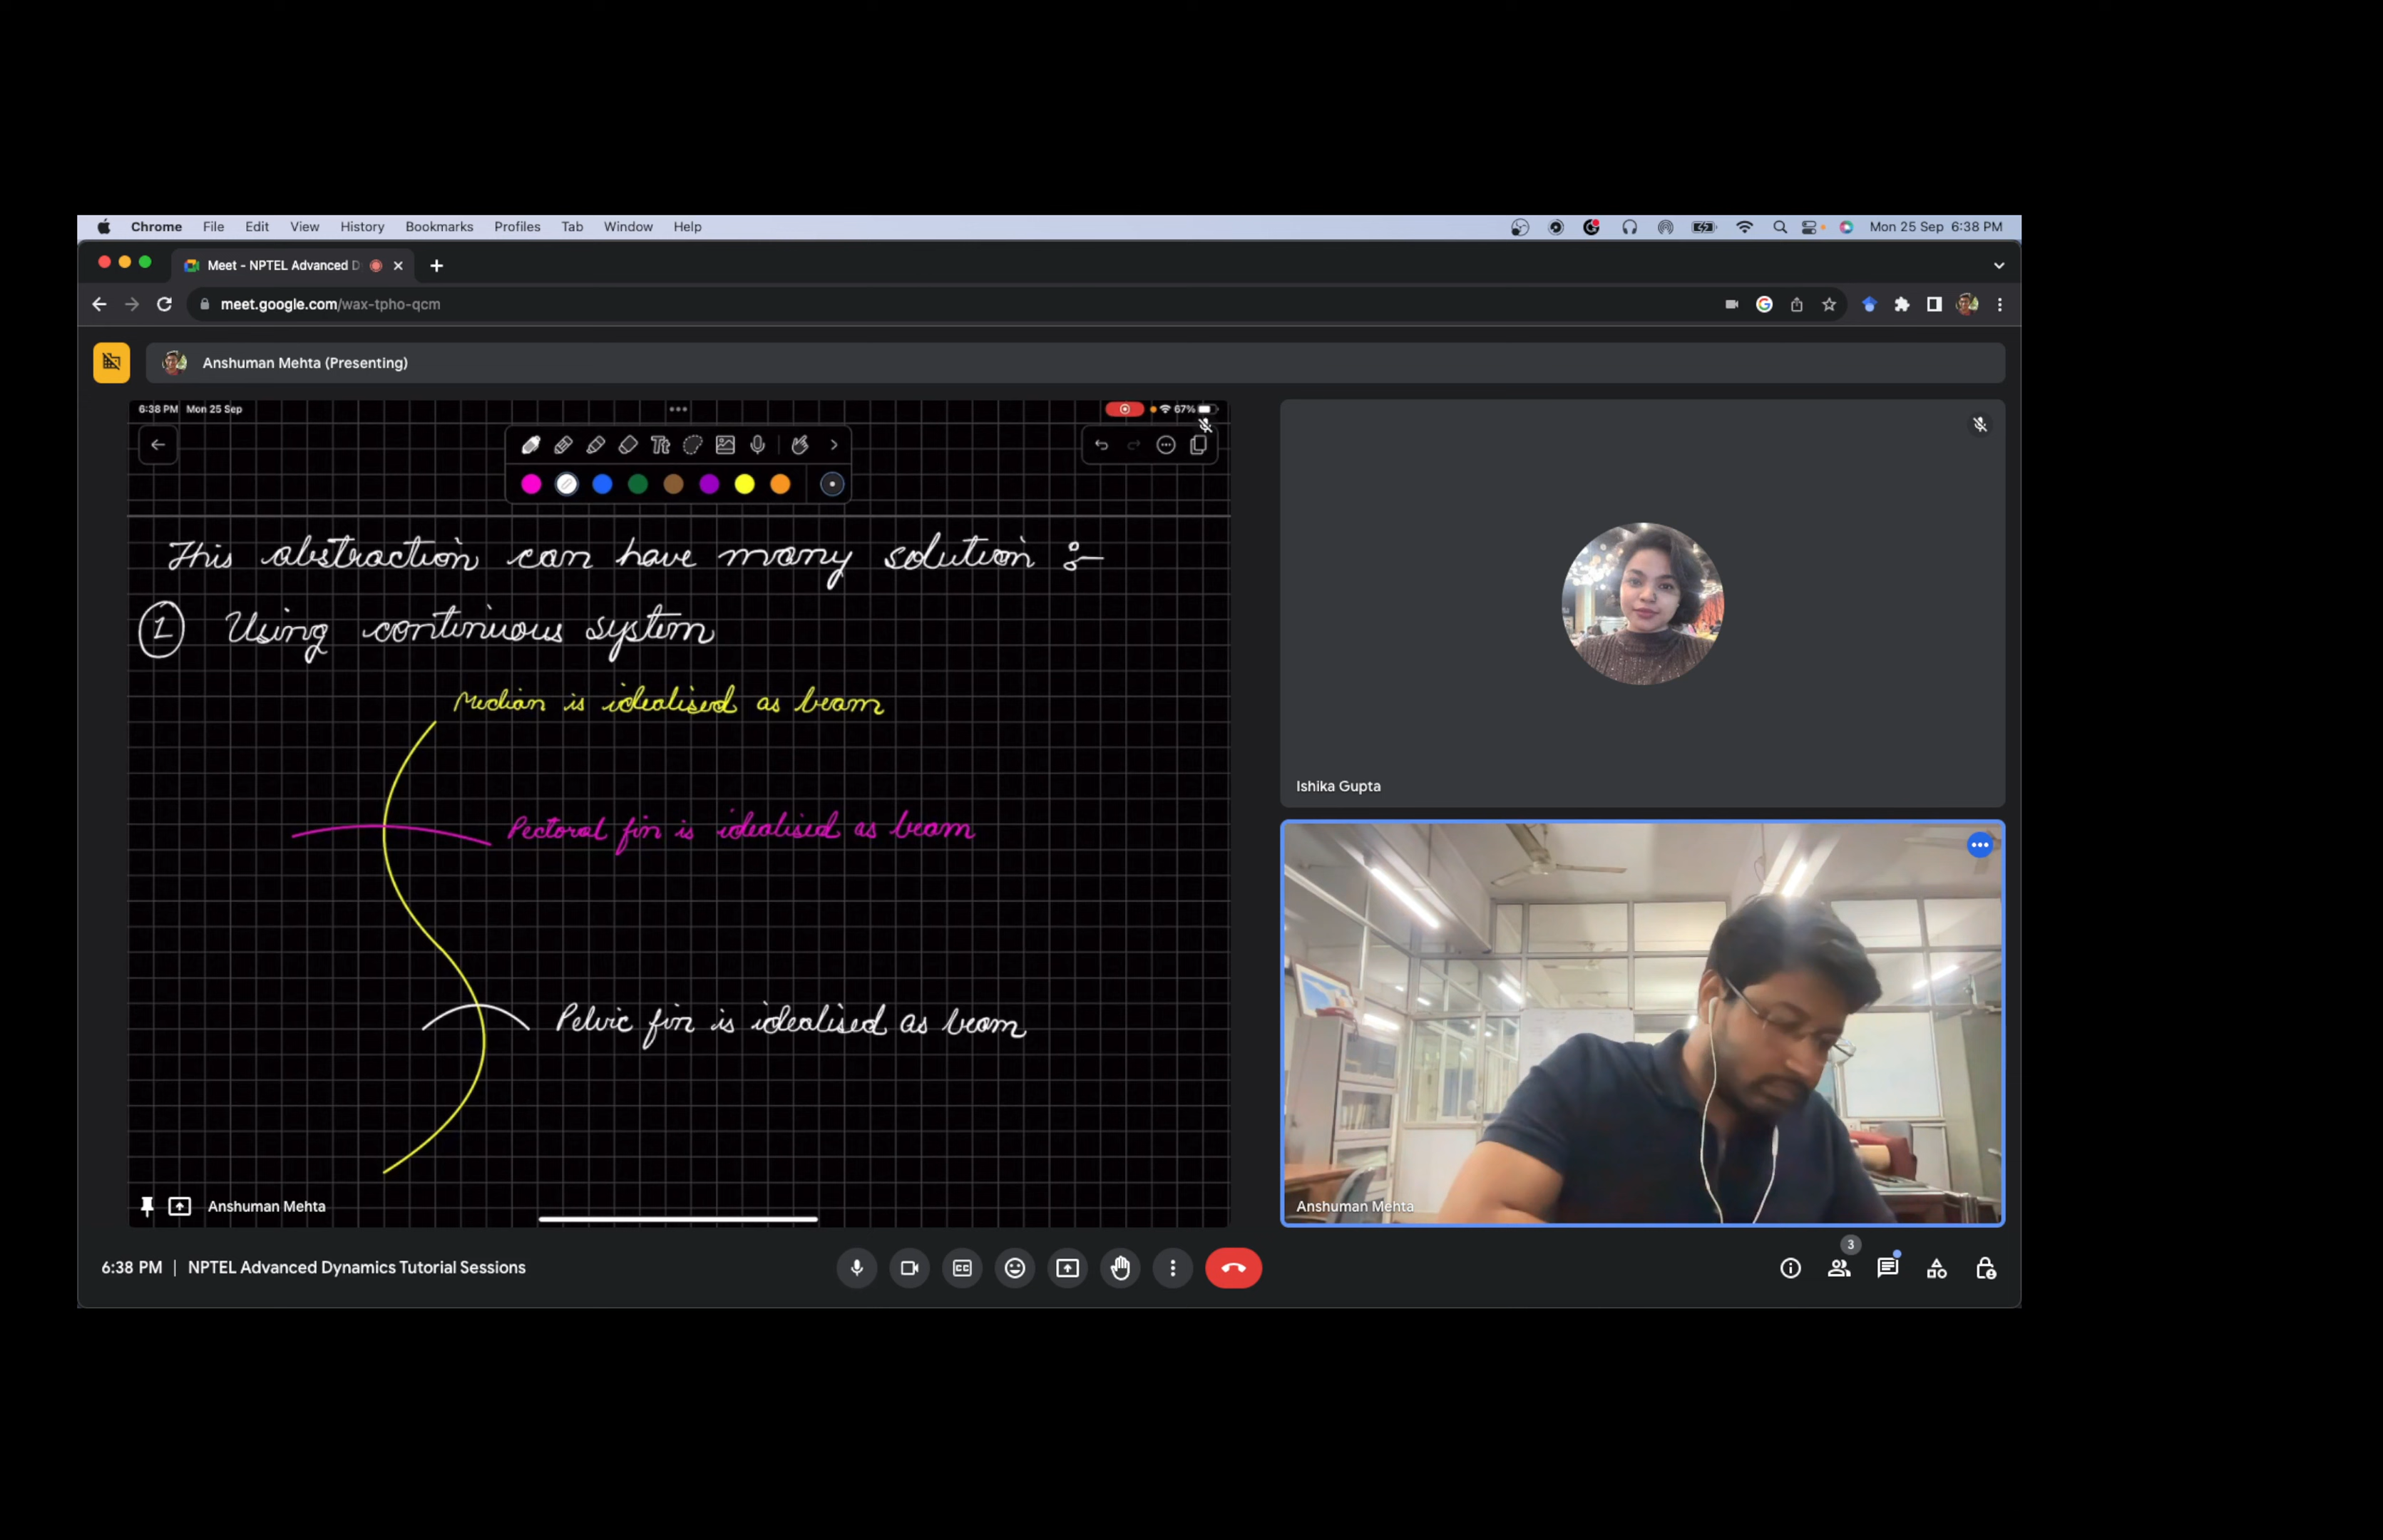 Chrome File Edit View History Bookmarks Profiles Tab Window Help Mon 25 Sep 6:38 PM
Meet - NPTEL Advanced D
meet.google.com/wax-tpho-qcm
Anshuman Mehta (Presenting)
6:38 PM Mon 25 Sep 67%
This abstraction can have many solution :-
1 Using continuous system
Median is idealised as beam
Pectoral fin is idealised as beam
Pelvic fin is idealised as beam
Anshuman Mehta
Ishika Gupta
Anshuman Mehta
6:38 PM | NPTEL Advanced Dynamics Tutorial Sessions
3